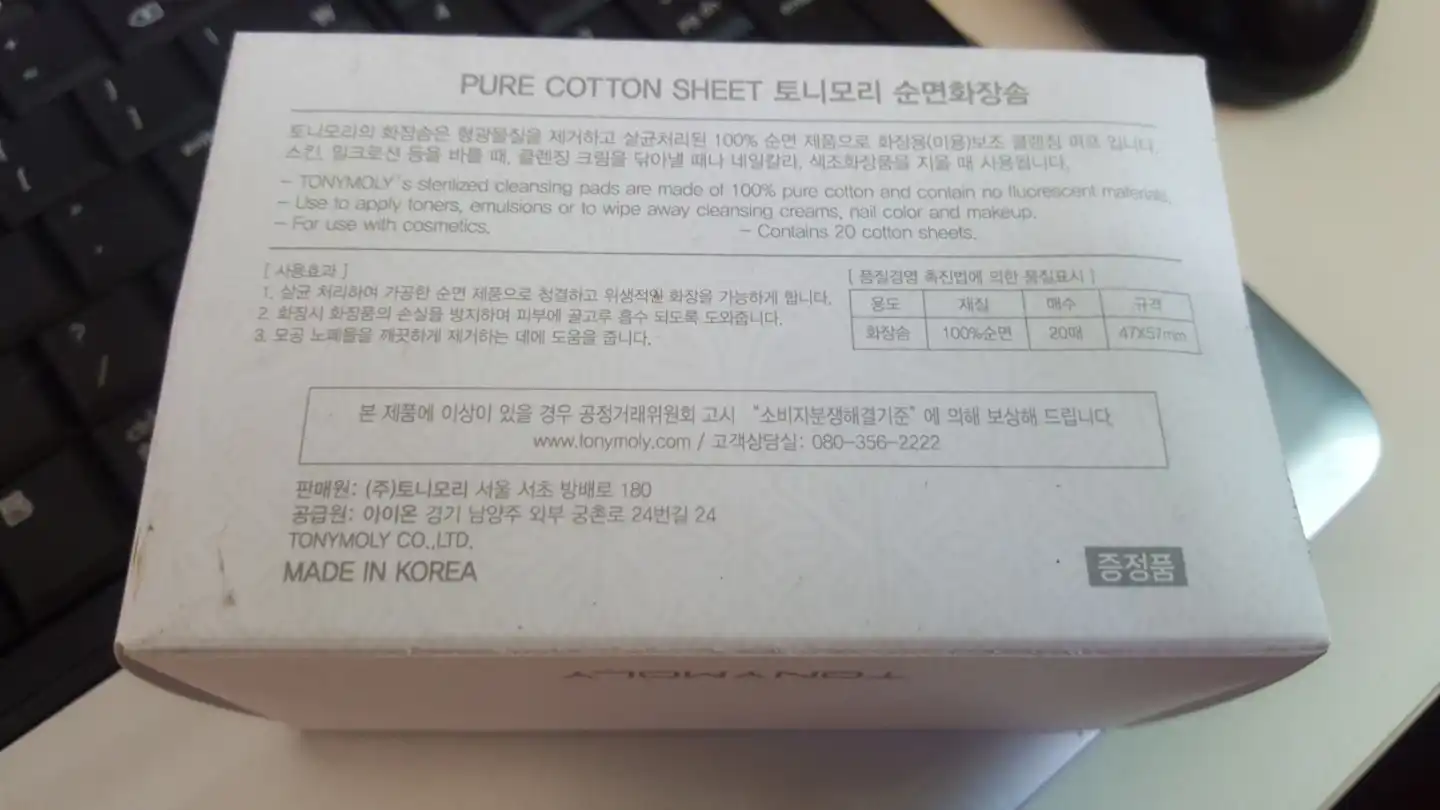 PURE COTTON SHEET 토니모리 순면화장솜
토니모리의 화장솜은 형광물질을 제거하고 살균처리된 100% 순면 제품으로 화장용(미용)보조 클렌징 퍼프 입니다.
스킨, 밀크로션 등을 바를 때, 클렌징 크림을 닦아낼 때나 네일칼라, 색조화장품을 지울 때 사용됩니다.
- TONYMOLY's sterilized cleansing pads are made of 100% pure cotton and contain no fluorescent materials.
- Use to apply toners, emulsions or to wipe away cleansing creams, nail color and makeup.
- For use with cosmetics. - Contains 20 cotton sheets.
[ 사용효과 ]
1. 살균 처리하여 가공한 순면 제품으로 청결하고 위생적인 화장을 가능하게 합니다.
2. 화장시 화장품의 손실을 방지하며 피부에 골고루 흡수 되도록 도와줍니다.
3. 모공 노폐물을 깨끗하게 제거하는 데에 도움을 줍니다.
[ 품질경영 촉진법에 의한 품질표시 ]
용도 재질 매수 규격
화장솜 100%순면 20매 47X57mm
본 제품에 이상이 있을 경우 공정거래위원회 고시 "소비자분쟁해결기준"에 의해 보상해 드립니다.
www.tonymoly.com / 고객상담실: 080-356-2222
판매원: (주)토니모리 서울 서초 방배로 180
공급원: 아이온 경기 남양주 와부 궁촌로 24번길 24
TONYMOLY CO.,LTD.
MADE IN KOREA
증정품
TONYMOLY